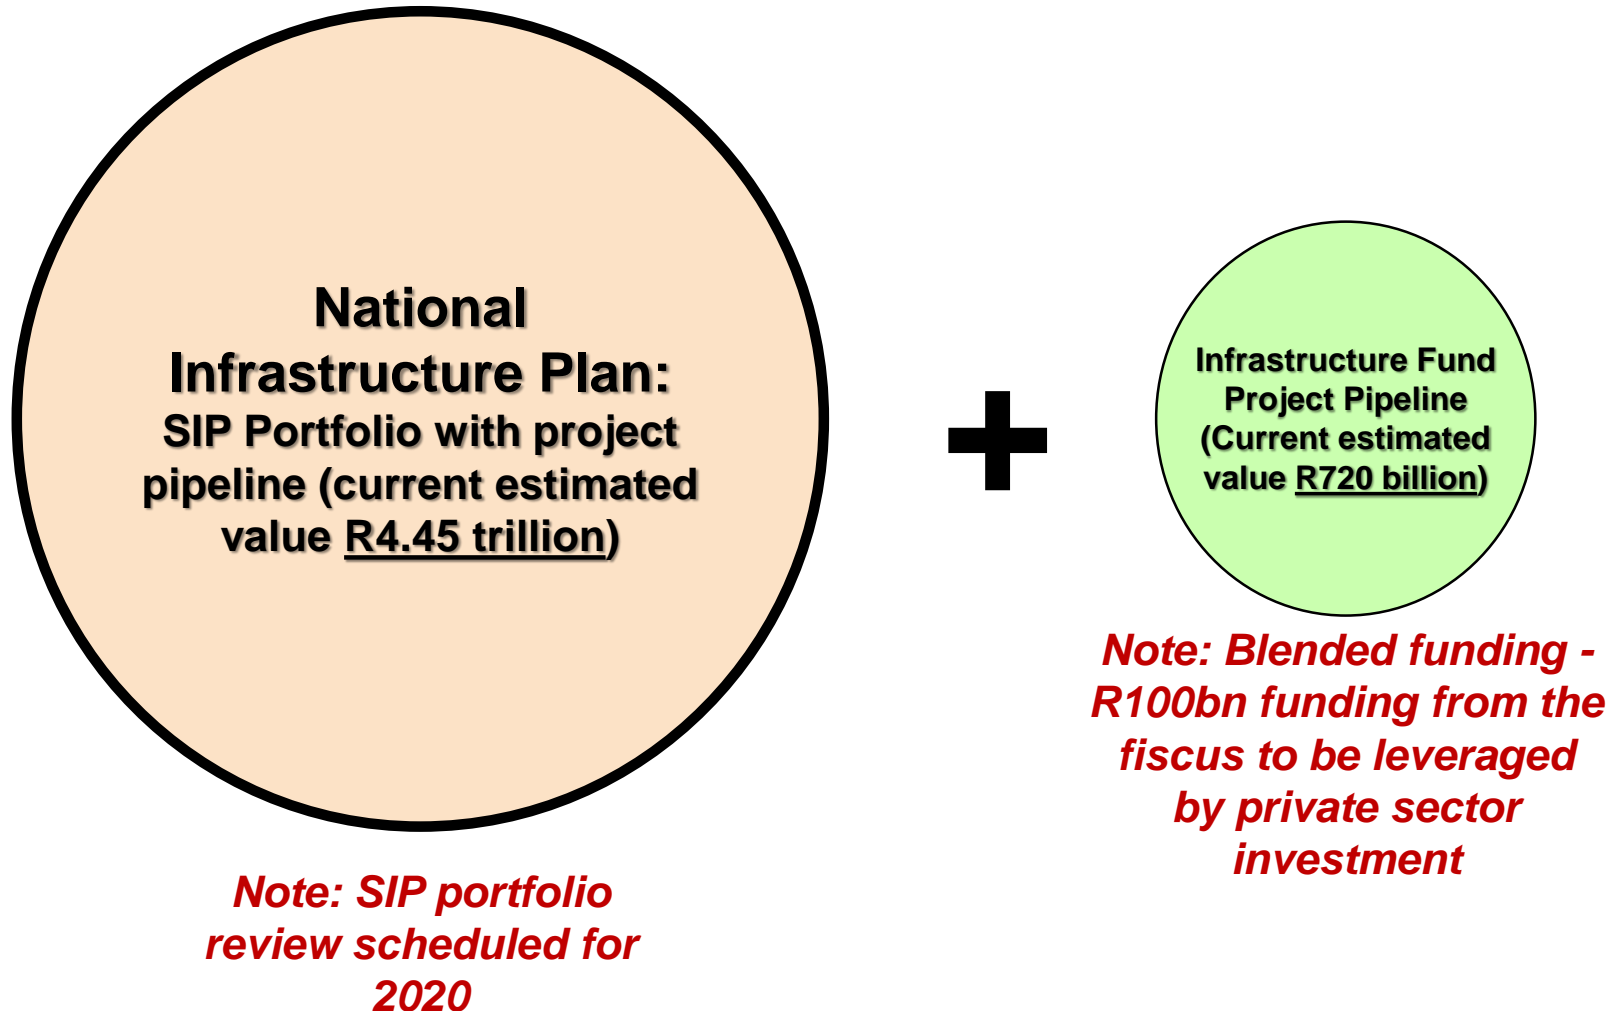 National
Infrastructure Plan:
SIP Portfolio with project
pipeline (current estimated
value R4.45 trillion)
Note: SIP portfolio
review scheduled for
2020
+
Infrastructure Fund
Project Pipeline
(Current estimated
value R720 billion)
Note: Blended funding -
R100bn funding from the
fiscus to be leveraged
by private sector
investment